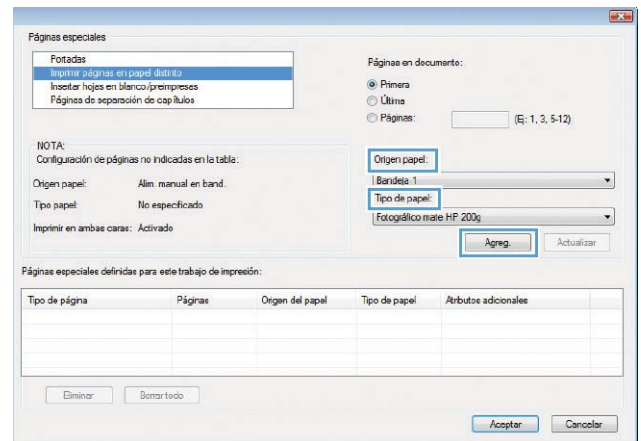 Páginas especiales
Portadas
Imprimir páginas en papel distinto
Insertar hojas en blanco/preimpresas
Páginas de separación de capítulos
Páginas en documento:
Primera
Última
Páginas: (Ej: 1, 3, 5-12)
NOTA:
Configuración de páginas no indicadas en la tabla:
Origen papel: Alim. manual en band.
Tipo papel: No especificado
Imprimir en ambas caras: Activado
Origen papel:
Bandeja 1
Tipo de papel:
Fotográfico mate HP 200g
Agreg. Actualizar
Páginas especiales definidas para este trabajo de impresión:
Tipo de página Páginas Origen del papel Tipo de papel Atributos adicionales
Eliminar Borrar todo
Aceptar Cancelar